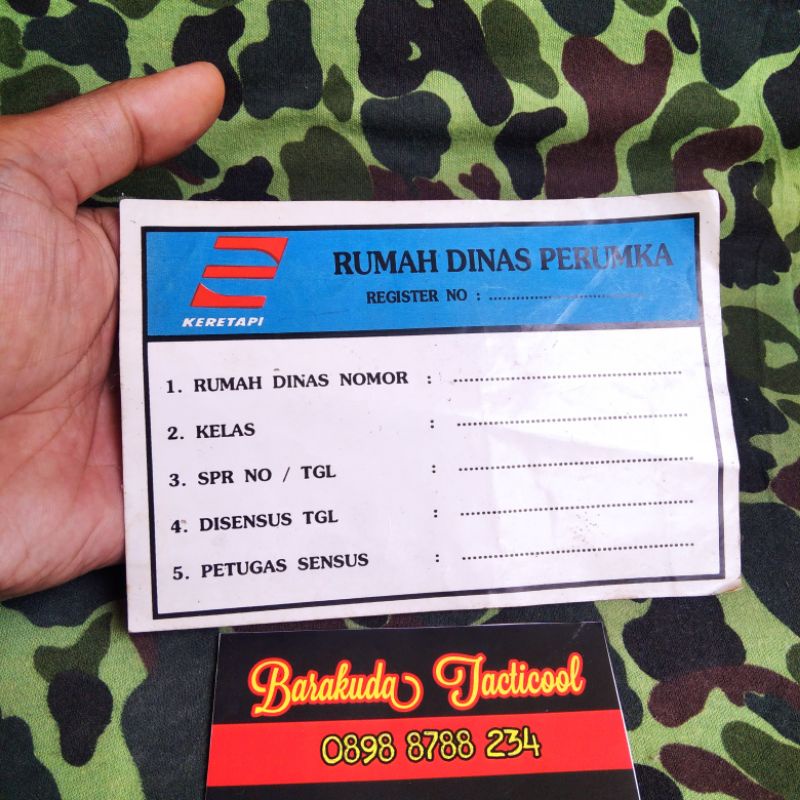 RUMAH DINAS PERUMKA
REGISTER NO : ........................................
KERETAPI
1. RUMAH DINAS NOMOR : ........................................
2. KELAS : ........................................
3. SPR NO / TGL : ........................................
4. DISENSUS TGL : ........................................
5. PETUGAS SENSUS : ........................................
Barakuda Tacticool
0898 8788 234